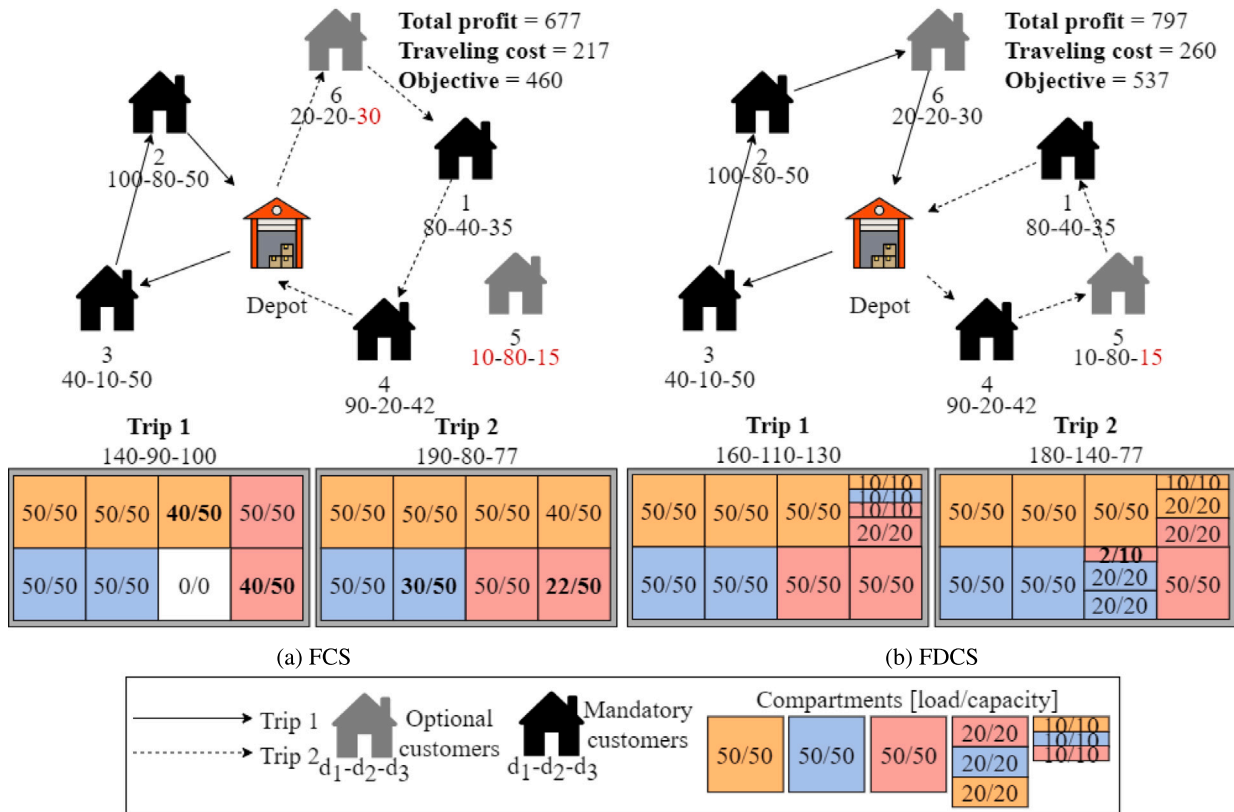 Total profit = 677
Traveling cost = 217
Objective = 460
6
20-20-30
2
100-80-50
1
80-40-35
Depot
5
10-80-15
3
40-10-50
4
90-20-42
Trip 1
140-90-100
Trip 2
190-80-77
50/50 50/50 40/50 50/50
50/50 50/50 0/0 40/50
50/50 50/50 50/50 40/50
50/50 30/50 50/50 22/50
(a) FCS
Total profit = 797
Traveling cost = 260
Objective = 537
6
20-20-30
2
100-80-50
1
80-40-35
Depot
5
10-80-15
3
40-10-50
4
90-20-42
Trip 1
160-110-130
Trip 2
180-140-77
50/50 50/50 50/50
10/10
10/10
10/10
20/20
50/50 50/50 50/50 50/50
50/50 50/50 50/50
10/10
20/20
20/20
50/50 50/50
2/10
20/20
20/20
50/50
(b) FDCS
Trip 1
Trip 2
Optional
customers
d1-d2-d3
Mandatory
customers
d1-d2-d3
Compartments [load/capacity]
50/50 50/50 50/50
20/20
20/20
20/20
10/10
10/10
10/10